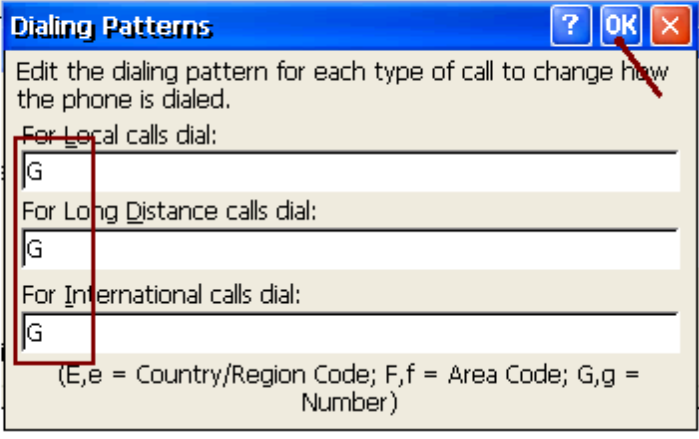 Dialing Patterns ? OK X
Edit the dialing pattern for each type of call to change how
the phone is dialed.
For Local calls dial:
G
For Long Distance calls dial:
G
For International calls dial:
G
(E,e = Country/Region Code; F,f = Area Code; G,g =
Number)